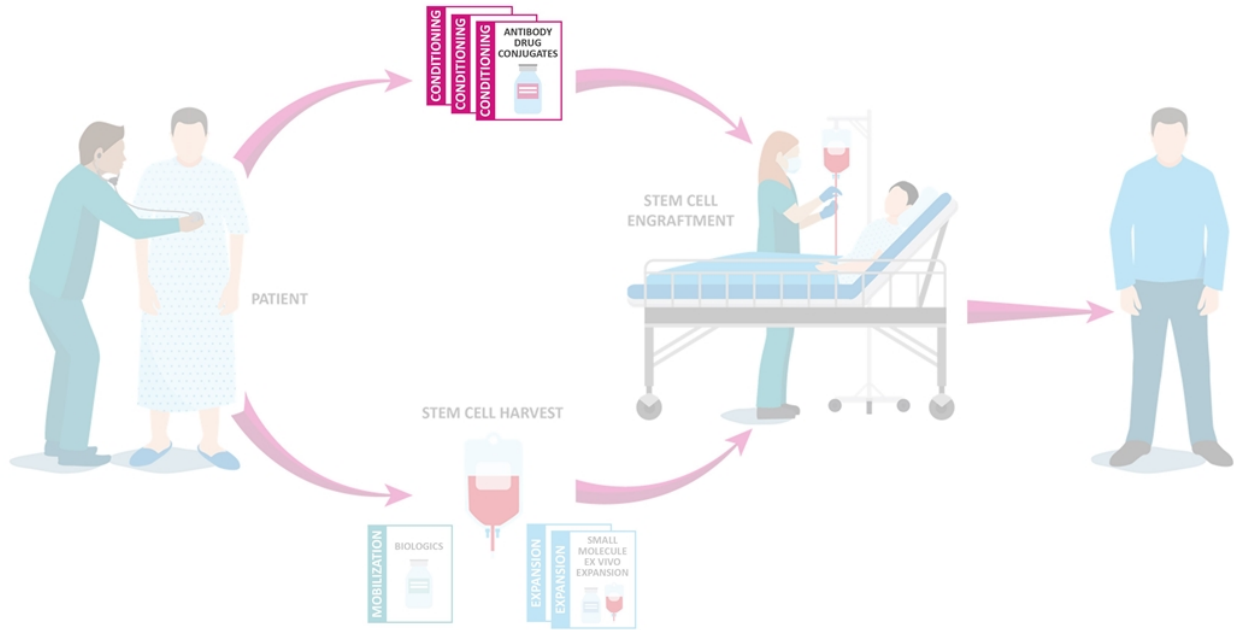 CONDITIONING
CONDITIONING
CONDITIONING
ANTIBODY
DRUG
CONJUGATES
STEM CELL
ENGRAFTMENT
PATIENT
STEM CELL HARVEST
MOBILIZATION
BIOLOGICS
EXPANSION
EXPANSION
SMALL
MOLECULE
EX VIVO
EXPANSION